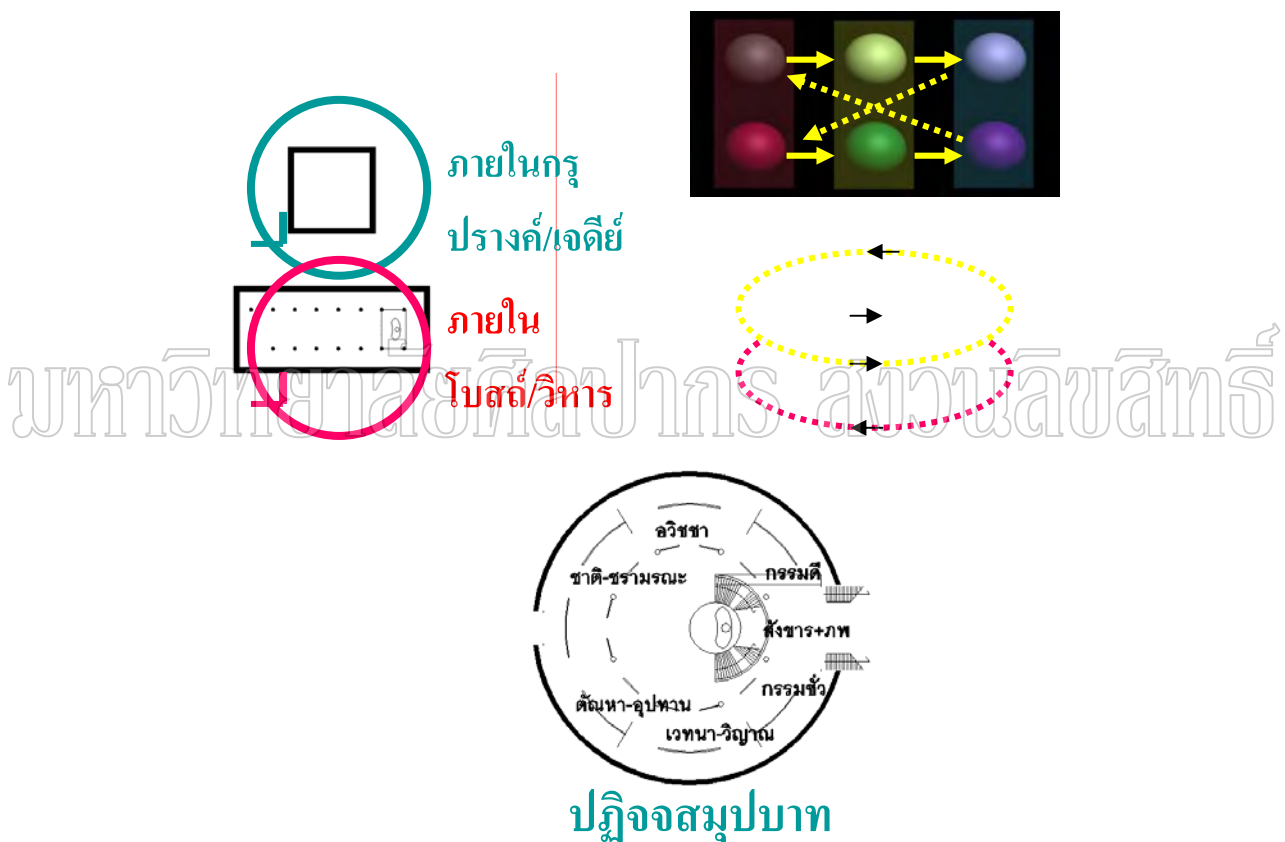 ภายในกรุ
ปรางค์/เจดีย์
ภายใน
โบสถ์/วิหาร
มหาวิทยาลัยศิลปากร สงวนลิขสิทธิ์
อวิชชา
ชาติ-ชรามรณะ
กรรมดี
สังขาร+ภพ
กรรมชั่ว
ตัณหา-อุปทาน
เวทนา-วิญาณ
ปฏิจจสมุปบาท